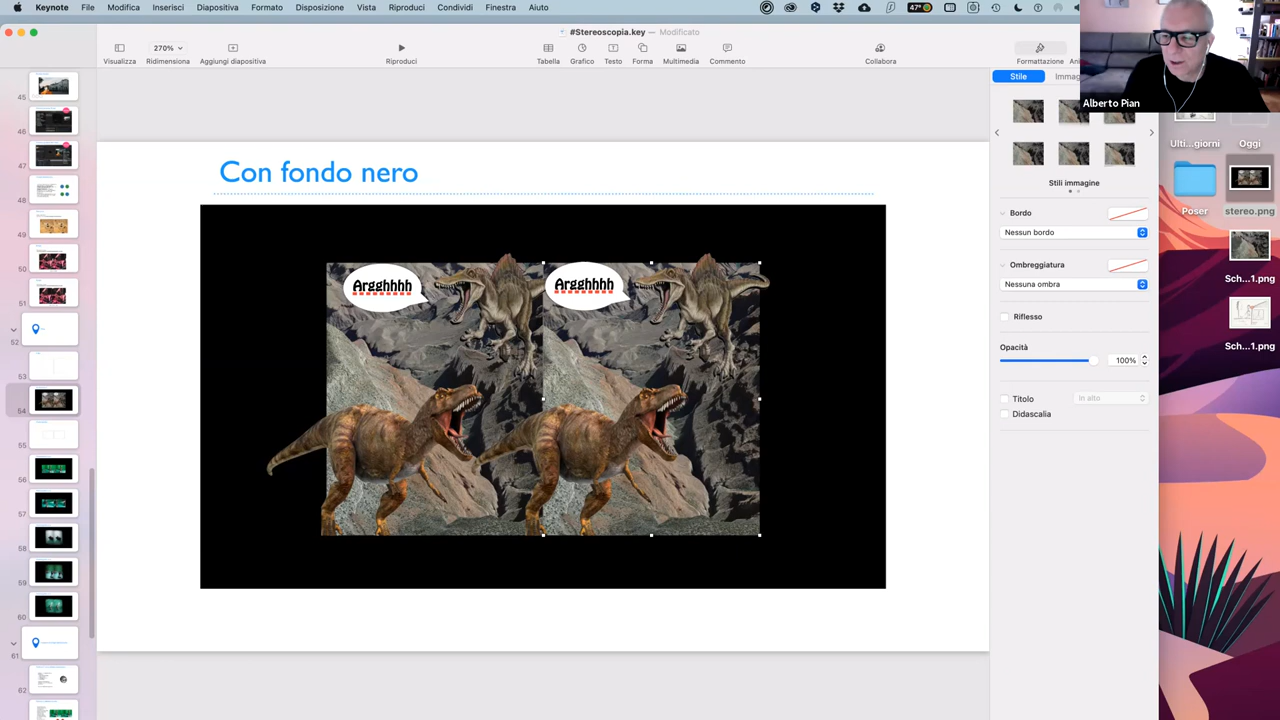 Keynote File Modifica Inserisci Diapositiva Formato Disposizione Vista Riproduci Condividi Finestra Aiuto
47°
#Stereoscopia.key — Modificato
270%
Visualizza Ridimensiona Aggiungi diapositiva Riproduci Tabella Grafico Testo Forma Multimedia Commento Collabora Formattazione
Stile
Alberto Pian
Con fondo nero
Argghhhh
Argghhhh
Stili immagine
Bordo
Nessun bordo
Ombreggiatura
Nessuna ombra
Riflesso
Opacità
100%
Titolo
In alto
Didascalia
Ulti...giorni
Oggi
Poser
stereo.png
Sch...1.png
Sch...1.png
45
46
47
48
49
50
51
52
53
54
55
56
57
58
59
60
61
62